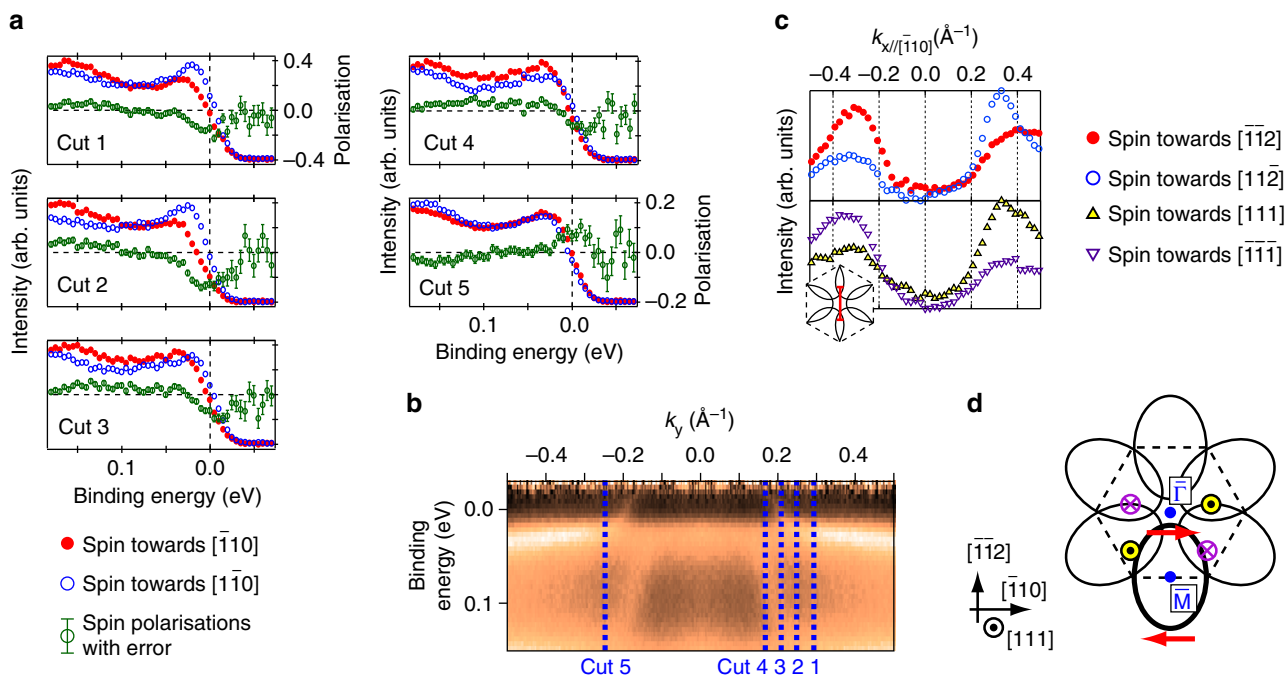 a
Intensity (arb. units)
Cut 1
0.4
0.0
−0.4
Polarisation
Cut 2
Cut 3
0.1
0.0
Binding energy (eV)
Intensity (arb. units)
Cut 4
Cut 5
0.2
0.0
−0.2
Polarisation
0.1
0.0
Binding energy (eV)
Spin towards [1̅10]
Spin towards [11̅0]
Spin polarisations
with error
b
k_y (Å⁻¹)
−0.4 −0.2 0.0 0.2 0.4
Binding
energy (eV)
0.0
0.1
Cut 5
Cut 4 3 2 1
c
k_x//[1̅10](Å⁻¹)
−0.4 −0.2 0.0 0.2 0.4
Intensity (arb. units)
Intensity (arb. units)
Spin towards [1̅1̅2]
Spin towards [112̅]
Spin towards [111]
Spin towards [1̅1̅1̅]
d
Γ̅
M̅
[1̅1̅2]
[1̅10]
[111]